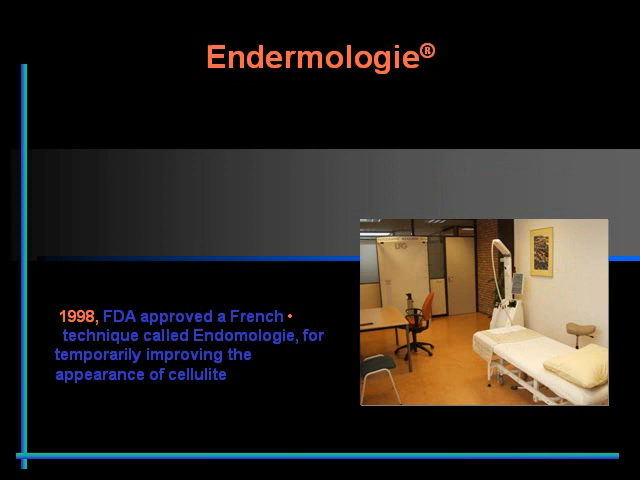 Endermologie®
1998, FDA approved a French •
technique called Endomologie, for
temporarily improving the
appearance of cellulite